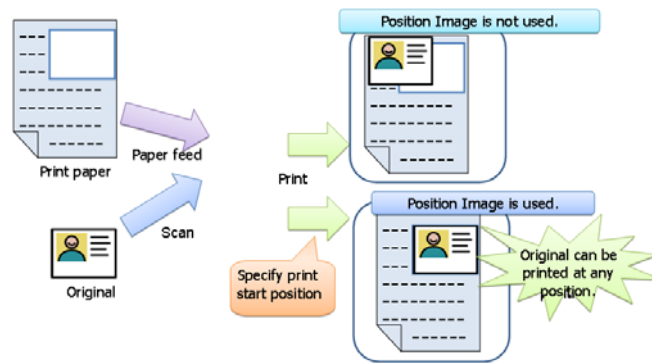 Position Image is not used.
Print paper
Paper feed
Scan
Original
Print
Position Image is used.
Specify print
start position
Original can be
printed at any
position.